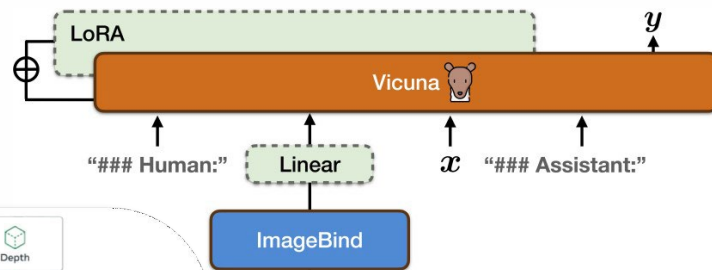 LoRA
y
Vicuna
“### Human:”
Linear
x
“### Assistant:”
ImageBind
Depth